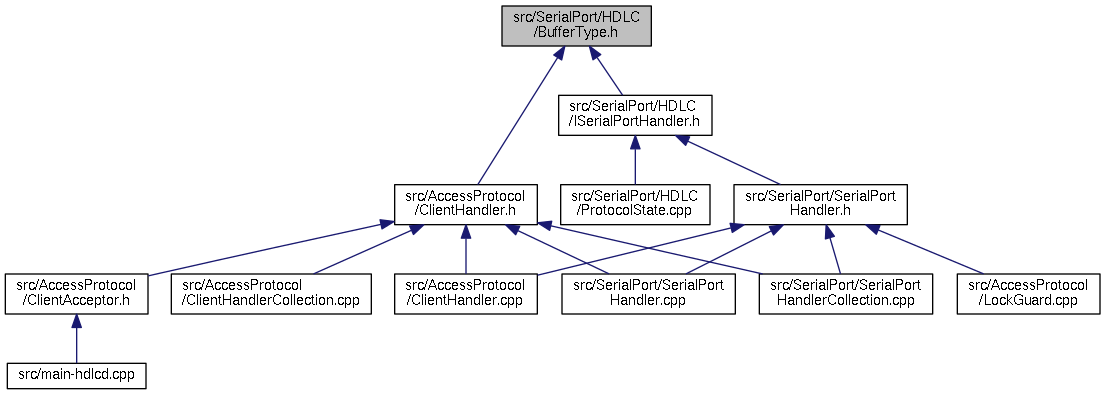 src/SerialPort/HDLC
/BufferType.h
src/SerialPort/HDLC
/ISerialPortHandler.h
src/AccessProtocol
/ClientHandler.h
src/SerialPort/HDLC
/ProtocolState.cpp
src/SerialPort/SerialPort
Handler.h
src/AccessProtocol
/ClientAcceptor.h
src/AccessProtocol
/ClientHandlerCollection.cpp
src/AccessProtocol
/ClientHandler.cpp
src/SerialPort/SerialPort
Handler.cpp
src/SerialPort/SerialPort
HandlerCollection.cpp
src/AccessProtocol
/LockGuard.cpp
src/main-hdlcd.cpp